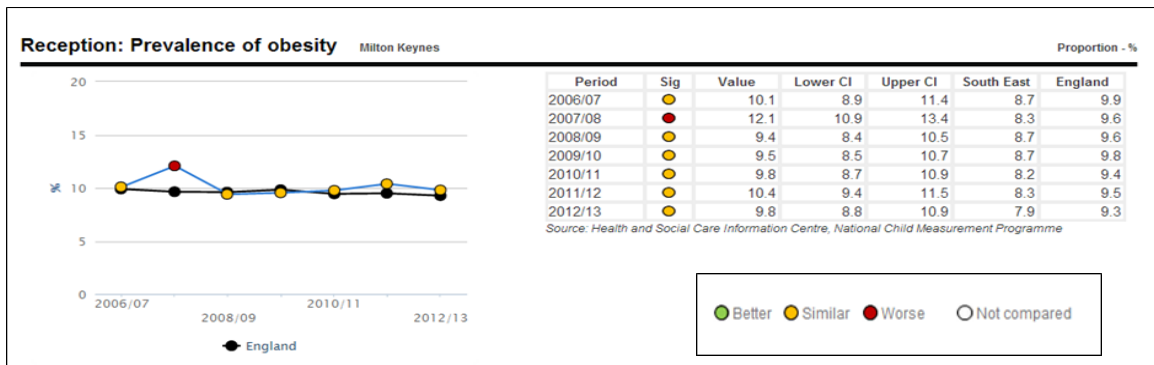 Reception: Prevalence of obesity Milton Keynes Proportion - %
20
15
%
10
5
0
2006/07
2010/11
2008/09
2012/13
England
Period Sig Value Lower CI Upper CI South East England
2006/07 10.1 8.9 11.4 8.7 9.9
2007/08 12.1 10.9 13.4 8.3 9.6
2008/09 9.4 8.4 10.5 8.7 9.6
2009/10 9.5 8.5 10.7 8.7 9.8
2010/11 9.8 8.7 10.9 8.2 9.4
2011/12 10.4 9.4 11.5 8.3 9.5
2012/13 9.8 8.8 10.9 7.9 9.3
Source: Health and Social Care Information Centre, National Child Measurement Programme
Better Similar Worse Not compared